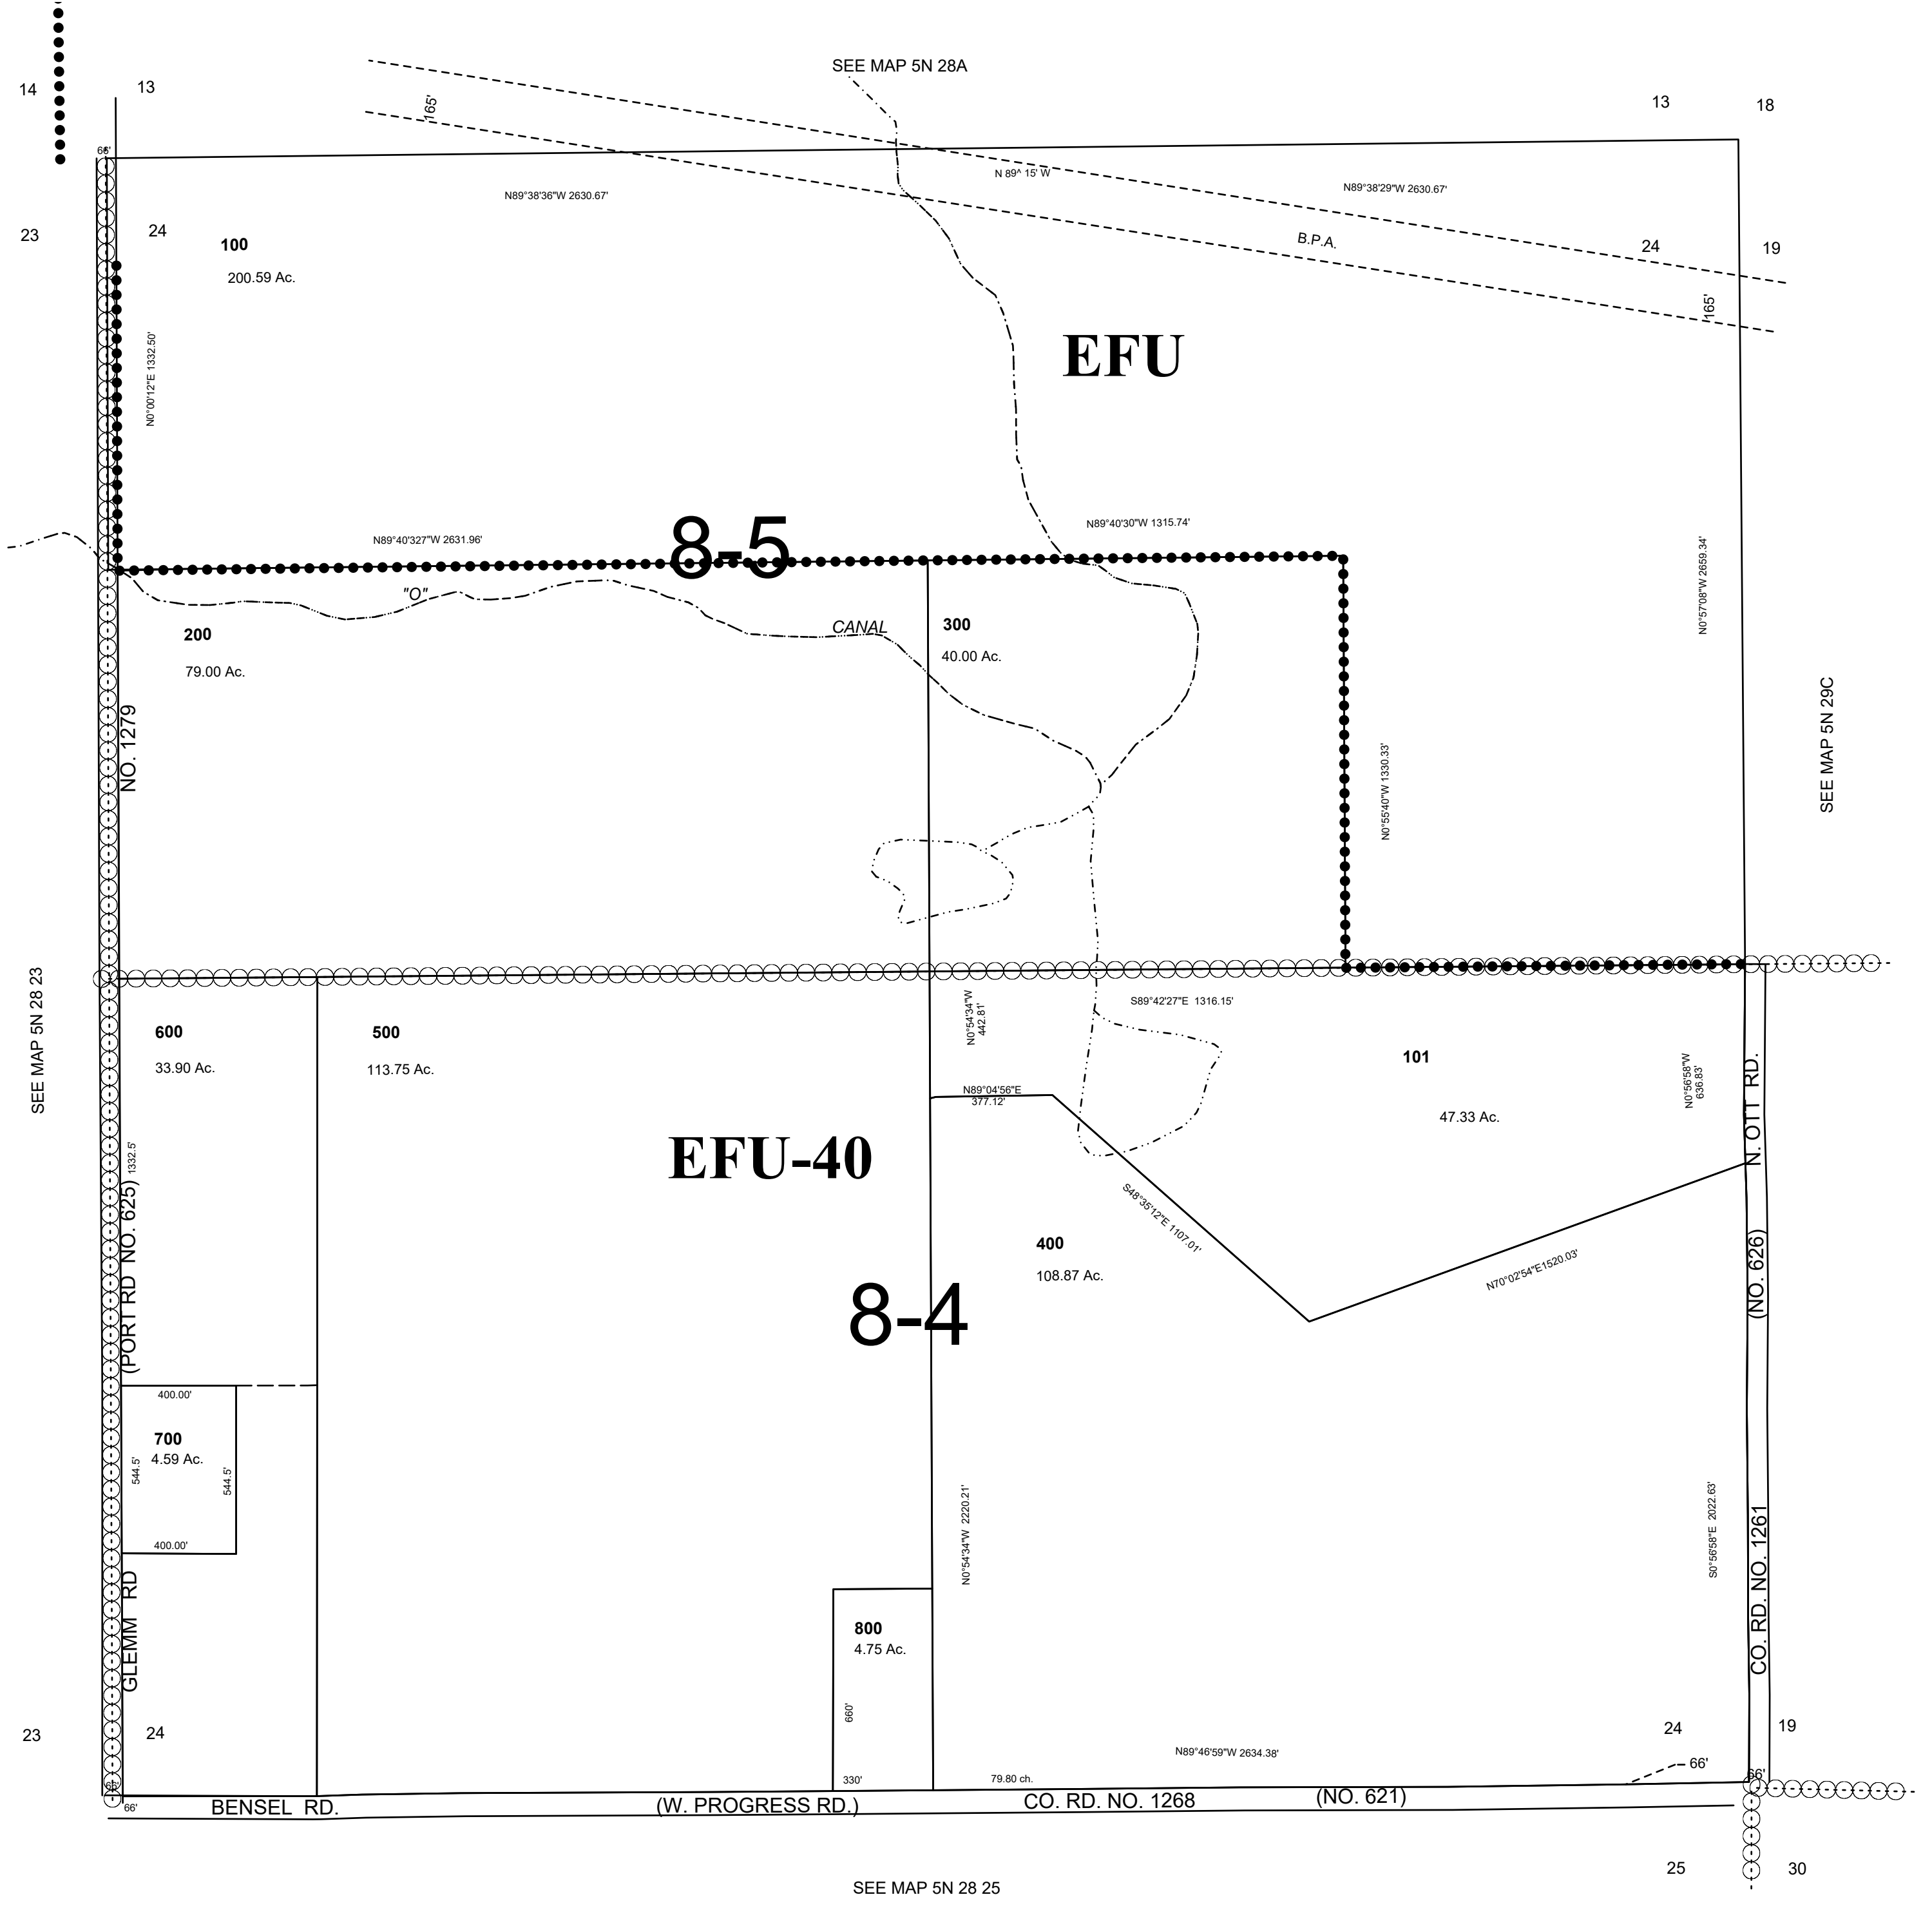 SEE MAP 5N 28A
14
13
13
18
165'
66'
N 89^ 15' W
N89°38'36"W 2630.67'
N89°38'29"W 2630.67'
23
24
100
200.59 Ac.
B.P.A.
24
19
165'
EFU
N0°00'12"E 1332.50'
N89°40'327"W 2631.96'
8-5
N89°40'30"W 1315.74'
N0°57'08"W 2659.34'
"O"
CANAL
200
79.00 Ac.
300
40.00 Ac.
NO. 1279
N0°55'40"W 1330.33'
SEE MAP 5N 29C
SEE MAP 5N 28 23
600
33.90 Ac.
500
113.75 Ac.
N0°54'34"W
442.81'
S89°42'27"E 1316.15'
101
47.33 Ac.
N0°56'58"W
636.83'
N. OTT RD.
N89°04'56"E
377.12'
EFU-40
1332.5'
(PORT RD NO. 625)
S48°35'12"E 1107.01'
400
108.87 Ac.
N70°02'54"E1520.03'
(NO. 626)
8-4
400.00'
700
4.59 Ac.
544.5'
544.5'
400.00'
N0°54'34"W 2220.21'
S0°56'58"E 2022.63'
CO. RD. NO. 1261
GLEMM RD
800
4.75 Ac.
660'
330'
23
24
79.80 ch.
N89°46'59"W 2634.38'
24
19
66'
66'
66'
66'
BENSEL RD.
(W. PROGRESS RD.)
CO. RD. NO. 1268
(NO. 621)
25
30
SEE MAP 5N 28 25